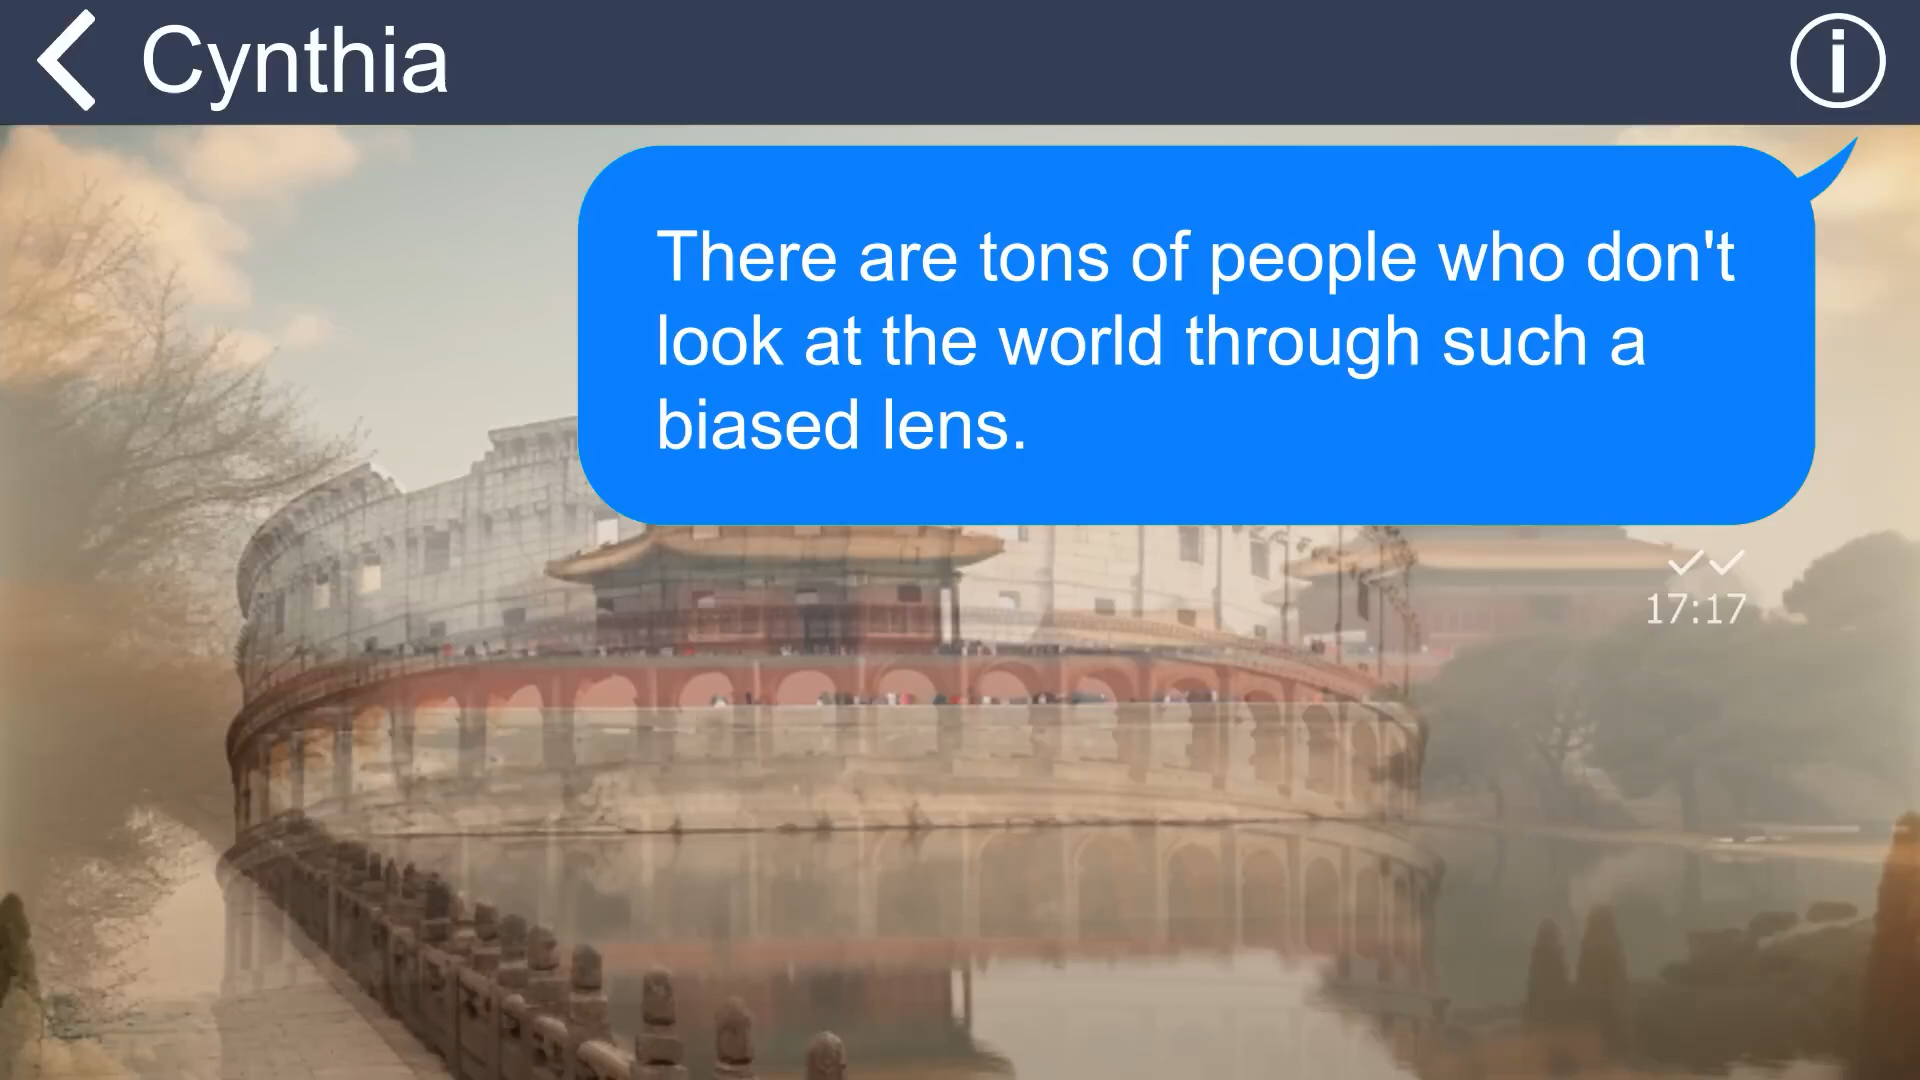 Cynthia
There are tons of people who don't
look at the world through such a
biased lens.
17:17